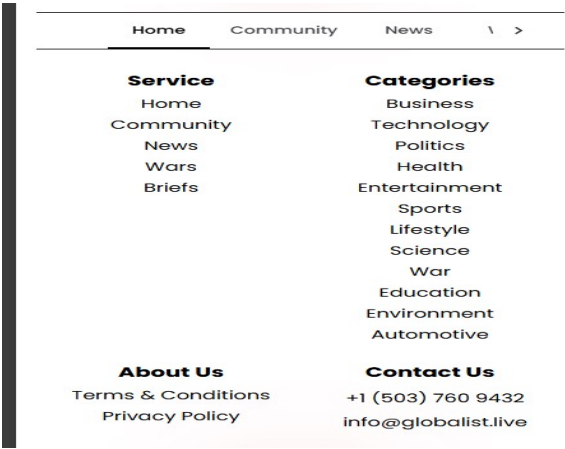 Home Community News
Service
Home
Community
News
Wars
Briefs
Categories
Business
Technology
Politics
Health
Entertainment
Sports
Lifestyle
Science
War
Education
Environment
Automotive
About Us
Terms & Conditions
Privacy Policy
Contact Us
+1 (503) 760 9432
info@globalist.live